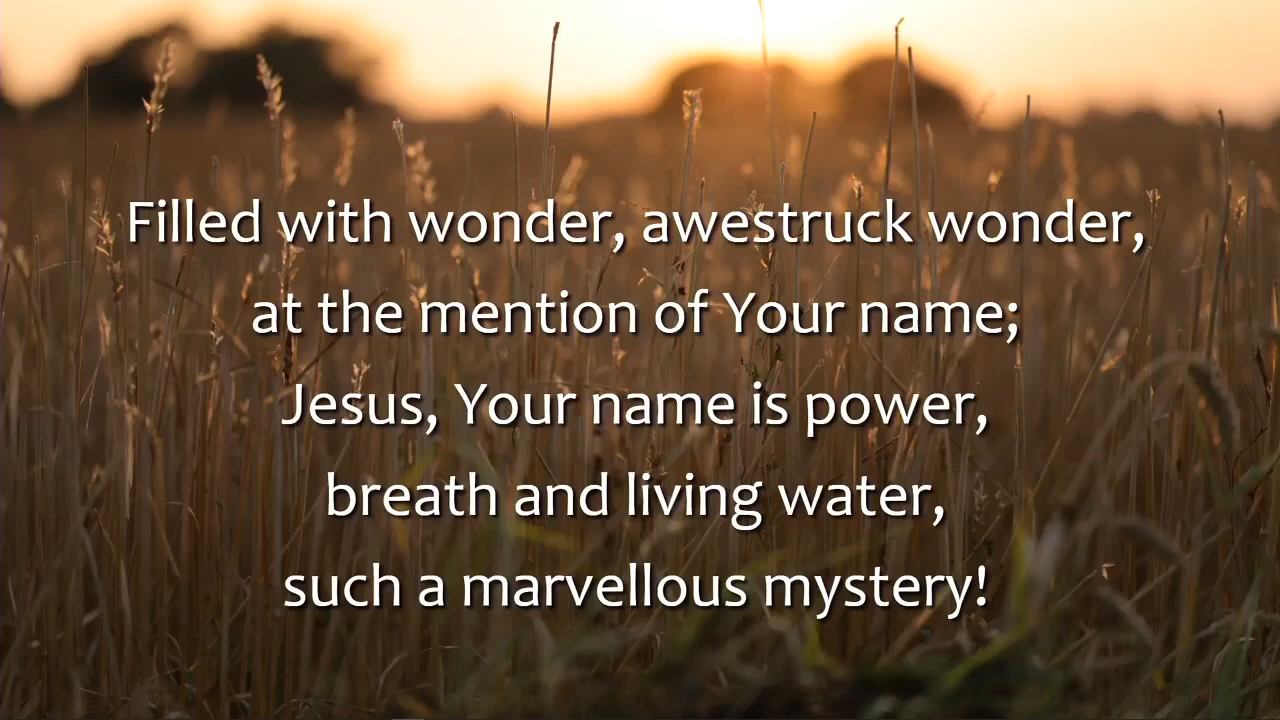 Filled with wonder, awestruck wonder,
at the mention of Your name;
Jesus, Your name is power,
breath and living water,
such a marvellous mystery!